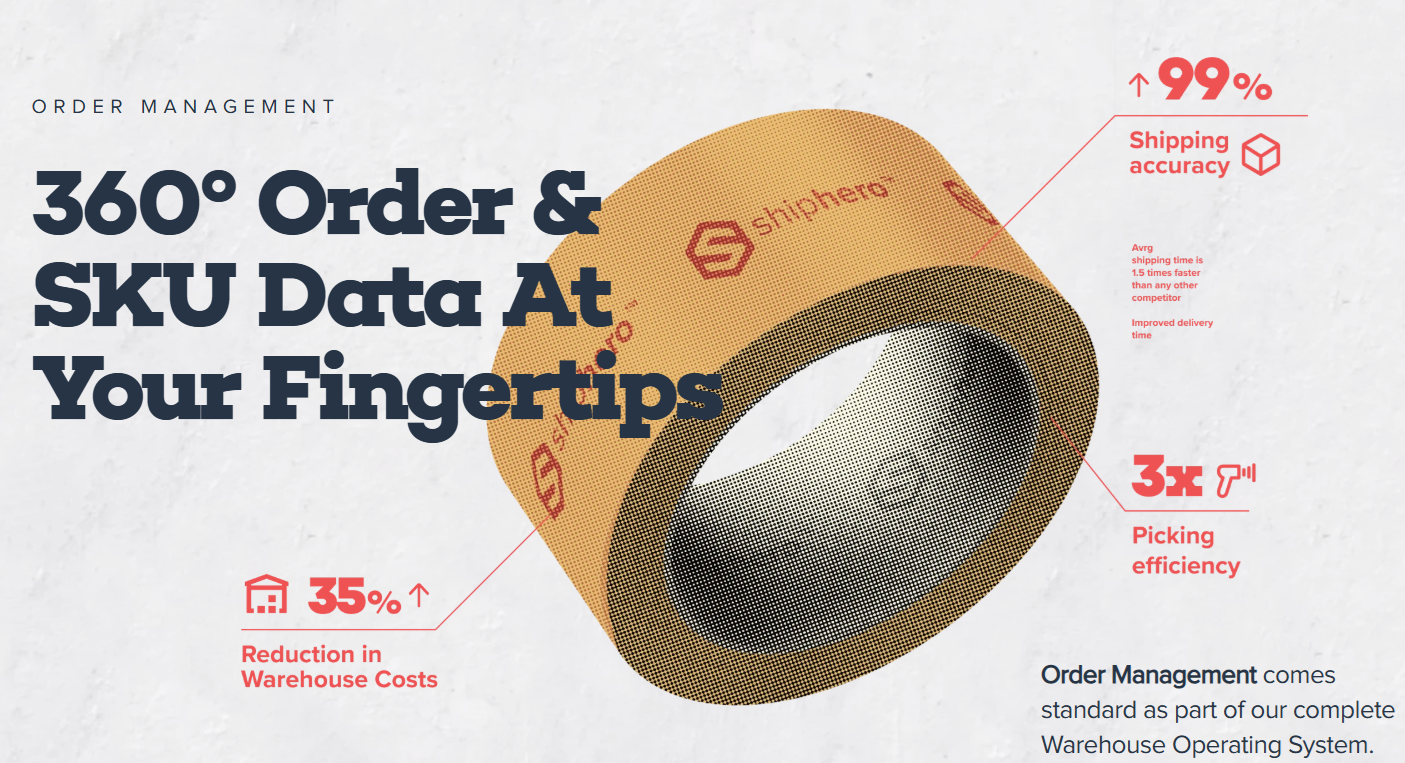 ORDER MANAGEMENT
360° Order &
SKU Data At
Your Fingertips
shiphero™
shiphero™
↑ 99%
Shipping
accuracy
Avrg
shipping time is
1.5 times faster
than any other
competitor
Improved delivery
time
3x
Picking
efficiency
35% ↑
Reduction in
Warehouse Costs
Order Management comes
standard as part of our complete
Warehouse Operating System.